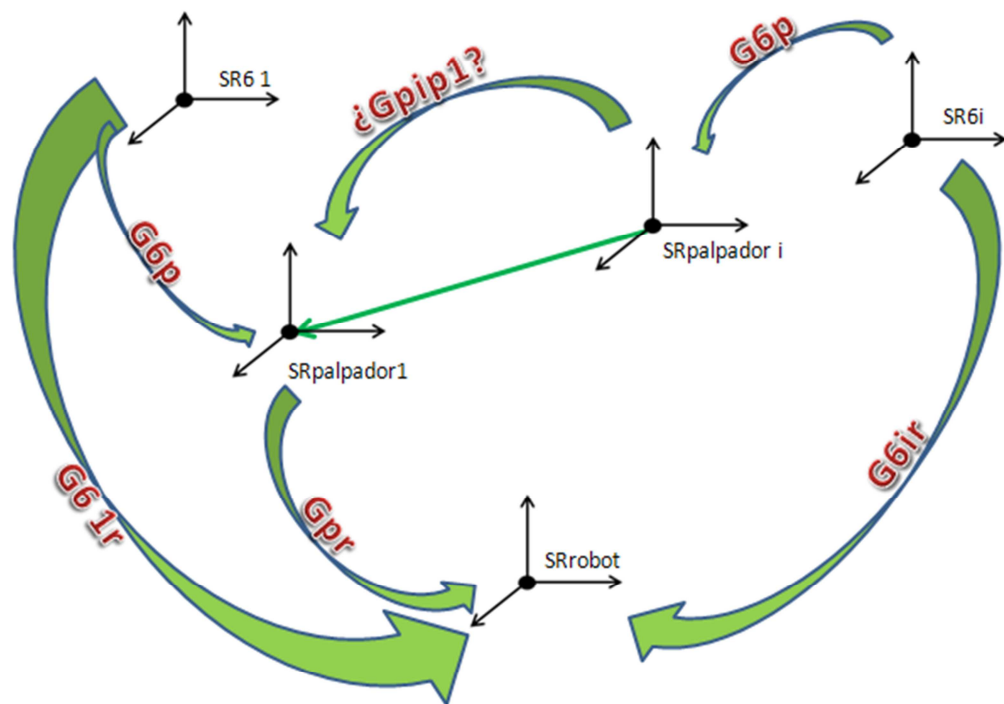 SR6 1
¿Gpip1?
G6p
SR6i
G6p
SRpalpador i
SRpalpador1
G6 1r
Gpr
G6ir
SRrobot